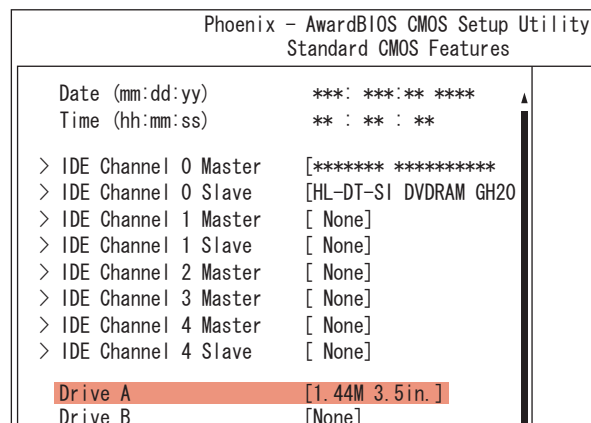 Phoenix - AwardBIOS CMOS Setup Utility
Standard CMOS Features
Date (mm:dd:yy) ***: ***:** ****
Time (hh:mm:ss) ** : ** : **
> IDE Channel 0 Master [******* **********
> IDE Channel 0 Slave [HL-DT-SI DVDRAM GH20
> IDE Channel 1 Master [ None]
> IDE Channel 1 Slave [ None]
> IDE Channel 2 Master [ None]
> IDE Channel 3 Master [ None]
> IDE Channel 4 Master [ None]
> IDE Channel 4 Slave [ None]
Drive A [1.44M 3.5in.]
Drive B [None]